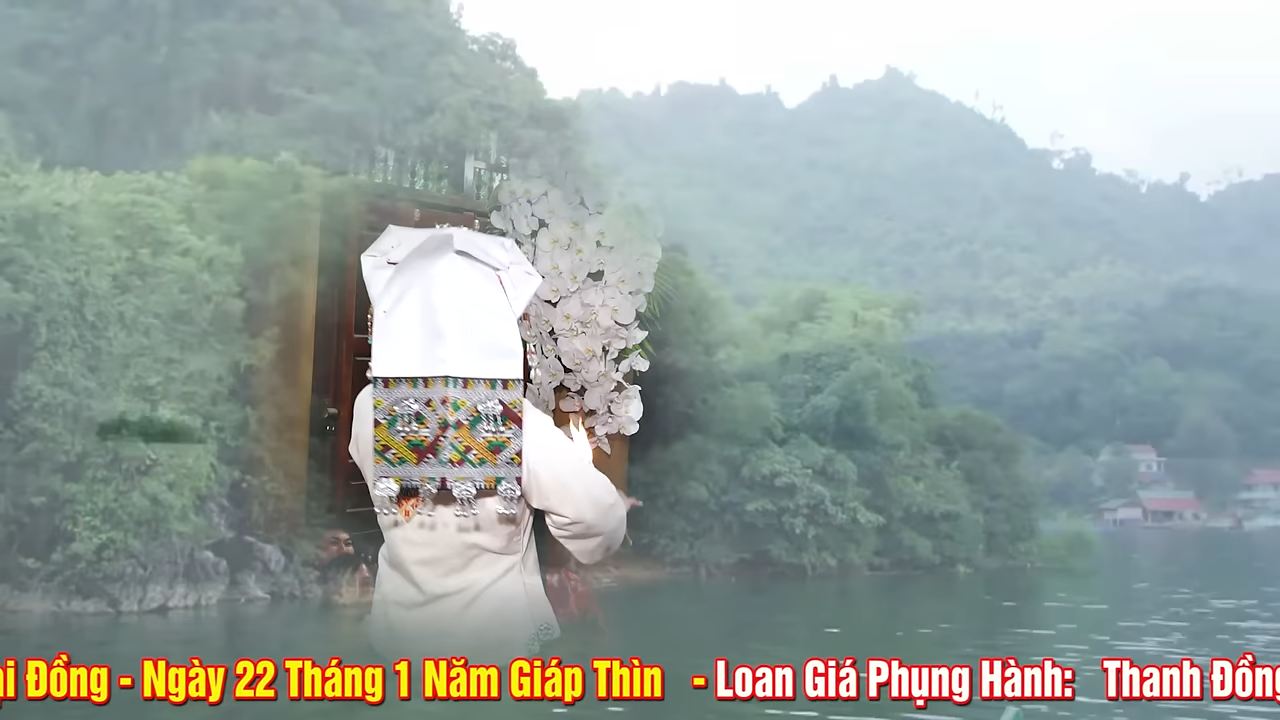 Đồng - Ngày 22 Tháng 1 Năm Giáp Thìn - Loan Giá Phụng Hành: Thanh Đồng